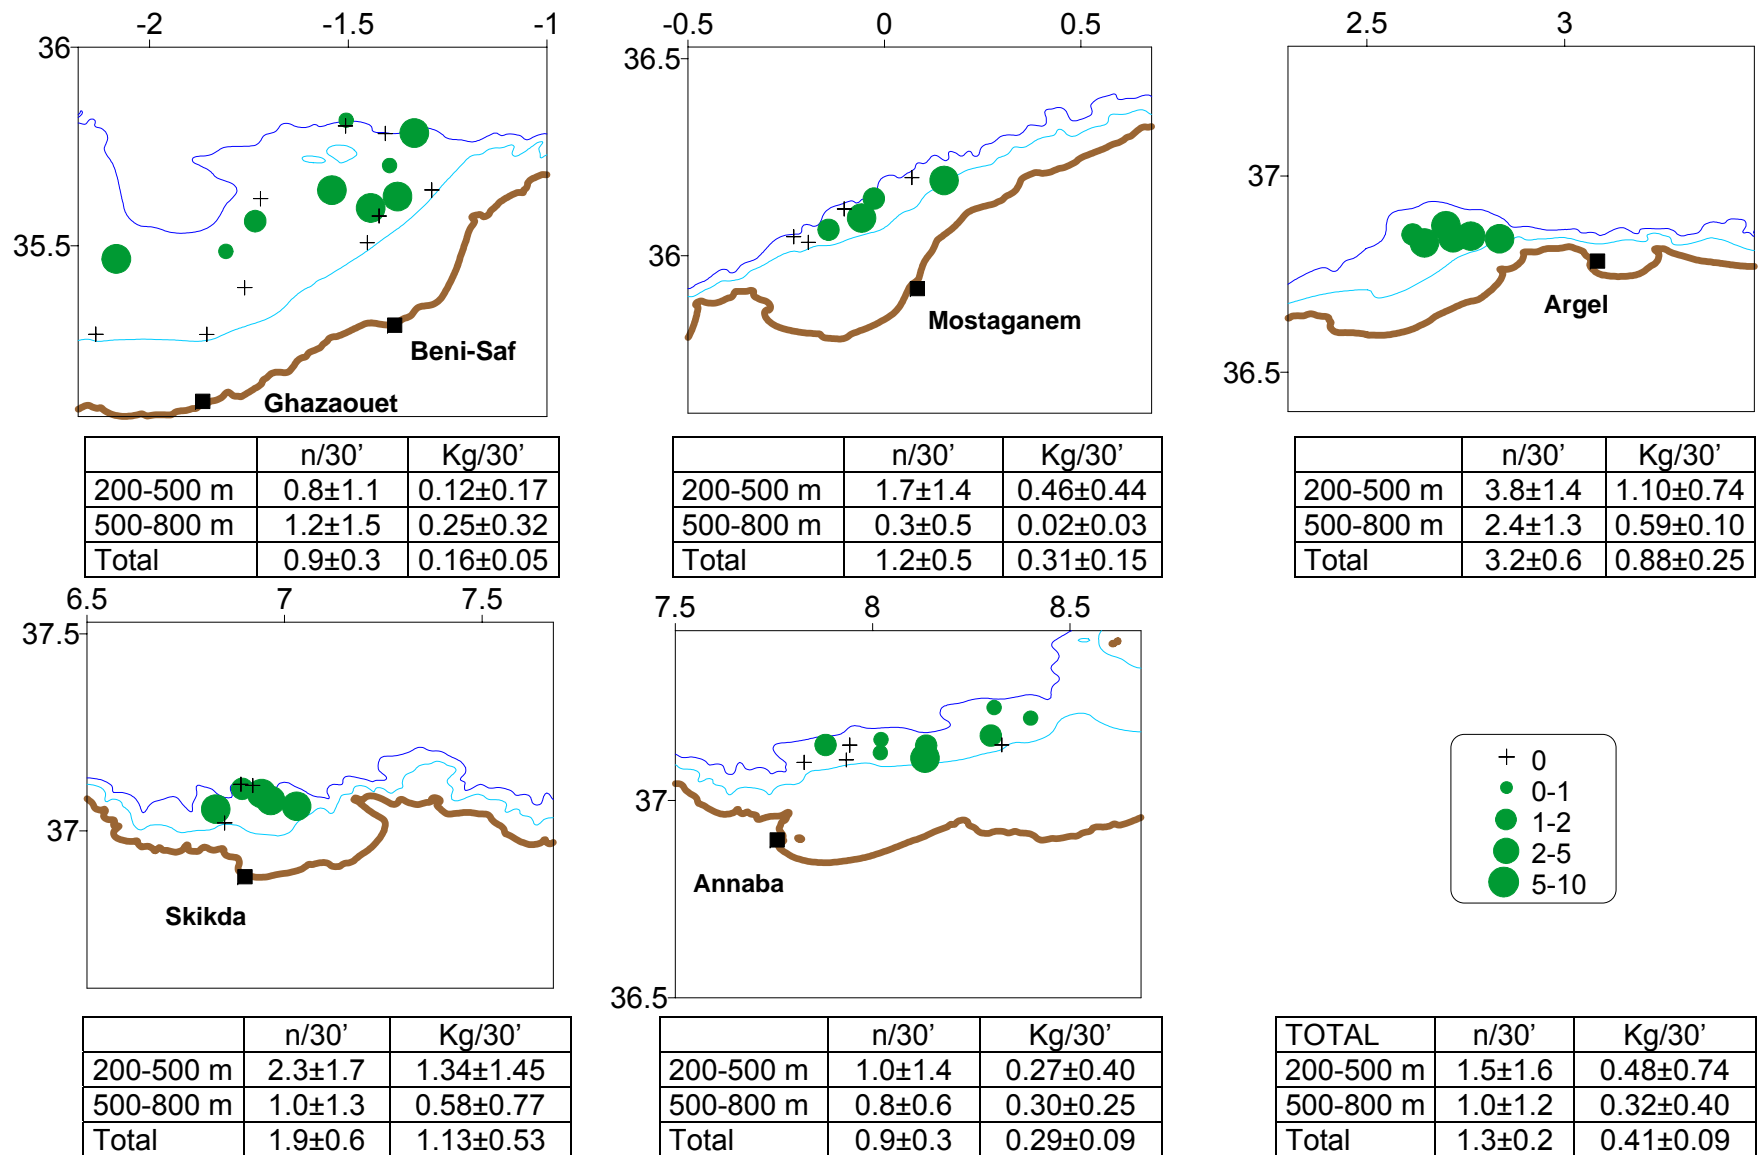 -2 -1.5 -1
36
35.5
Beni-Saf
Ghazaouet
n/30’ Kg/30’
200-500 m 0.8±1.1 0.12±0.17
500-800 m 1.2±1.5 0.25±0.32
Total 0.9±0.3 0.16±0.05
-0.5 0 0.5
36.5
36
Mostaganem
n/30’ Kg/30’
200-500 m 1.7±1.4 0.46±0.44
500-800 m 0.3±0.5 0.02±0.03
Total 1.2±0.5 0.31±0.15
2.5 3
37
36.5
Argel
n/30’ Kg/30’
200-500 m 3.8±1.4 1.10±0.74
500-800 m 2.4±1.3 0.59±0.10
Total 3.2±0.6 0.88±0.25
6.5 7 7.5
37.5
37
Skikda
n/30’ Kg/30’
200-500 m 2.3±1.7 1.34±1.45
500-800 m 1.0±1.3 0.58±0.77
Total 1.9±0.6 1.13±0.53
7.5 8 8.5
37
36.5
Annaba
n/30’ Kg/30’
200-500 m 1.0±1.4 0.27±0.40
500-800 m 0.8±0.6 0.30±0.25
Total 0.9±0.3 0.29±0.09
0
0-1
1-2
2-5
5-10
TOTAL n/30’ Kg/30’
200-500 m 1.5±1.6 0.48±0.74
500-800 m 1.0±1.2 0.32±0.40
Total 1.3±0.2 0.41±0.09